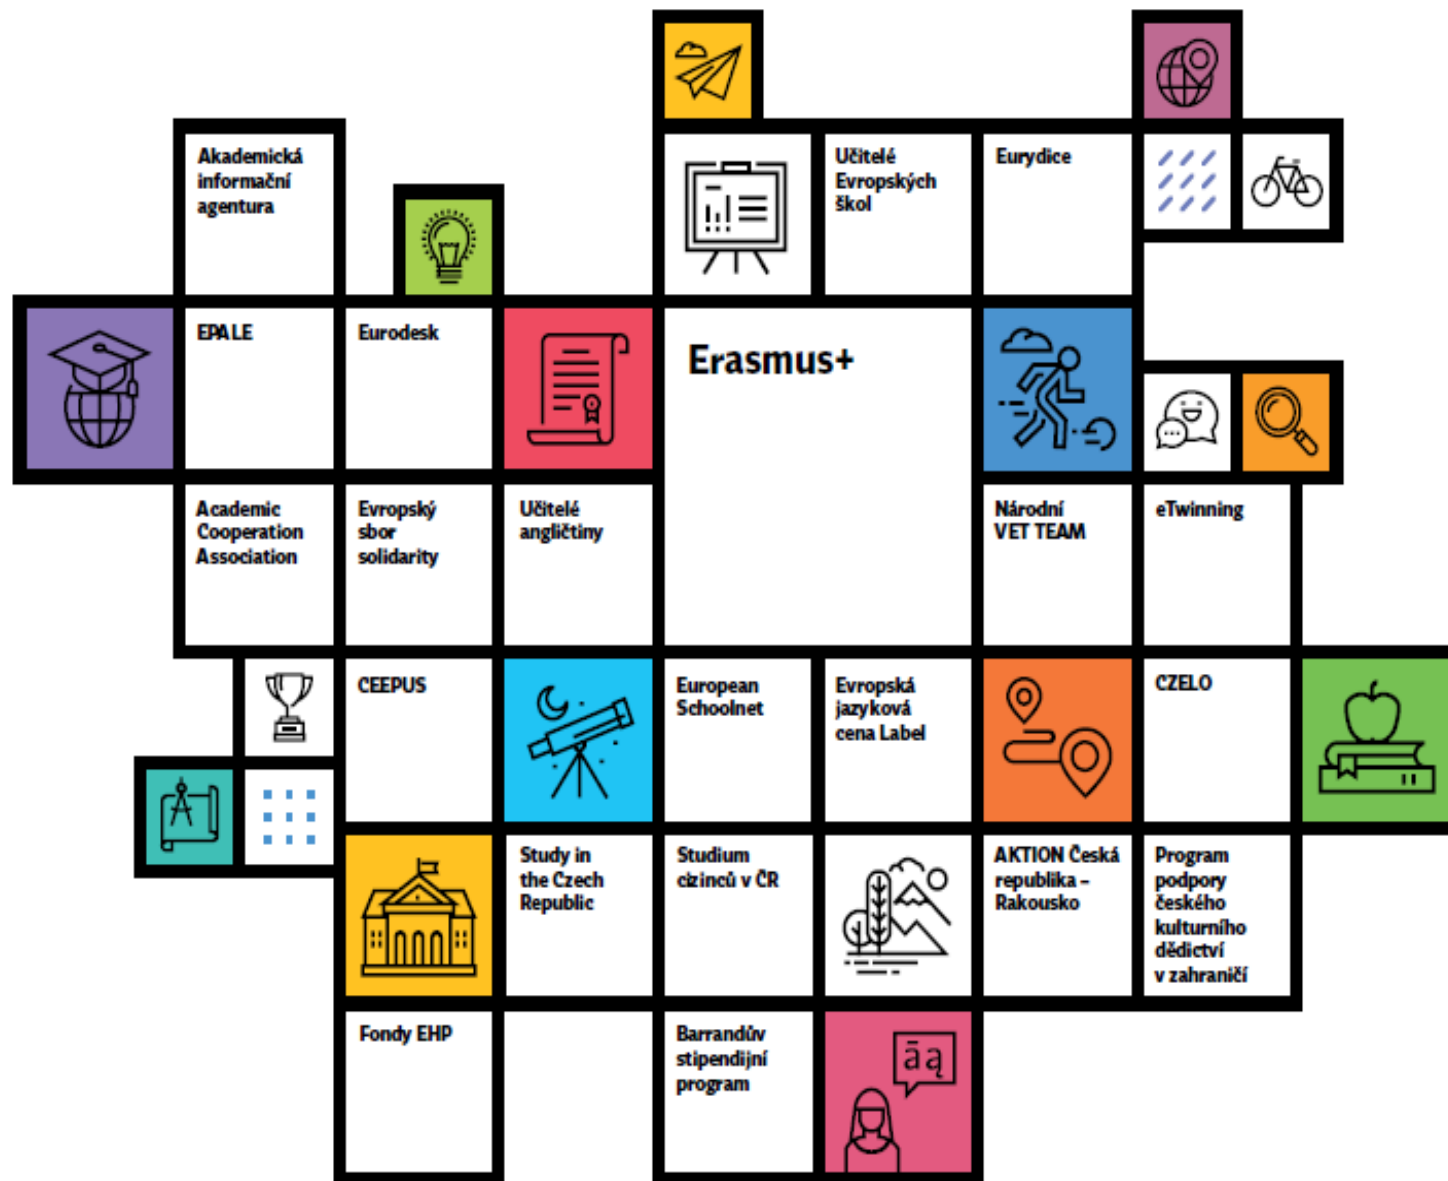 Akademická
informační
agentura
Učitelé
Evropských
škol
Eurydice
EPALE
Eurodesk
Erasmus+
Academic
Cooperation
Association
Evropský
sbor
solidarity
Učitelé
angličtiny
Národní
VET TEAM
eTwinning
CEEPUS
European
Schoolnet
Evropská
jazyková
cena Label
CZELO
Study in
the Czech
Republic
Studium
cizinců v ČR
AKTION Česká
republika –
Rakousko
Program
podpory
českého
kulturního
dědictví
v zahraničí
Fondy EHP
Barrandův
stipendijní
program
āą